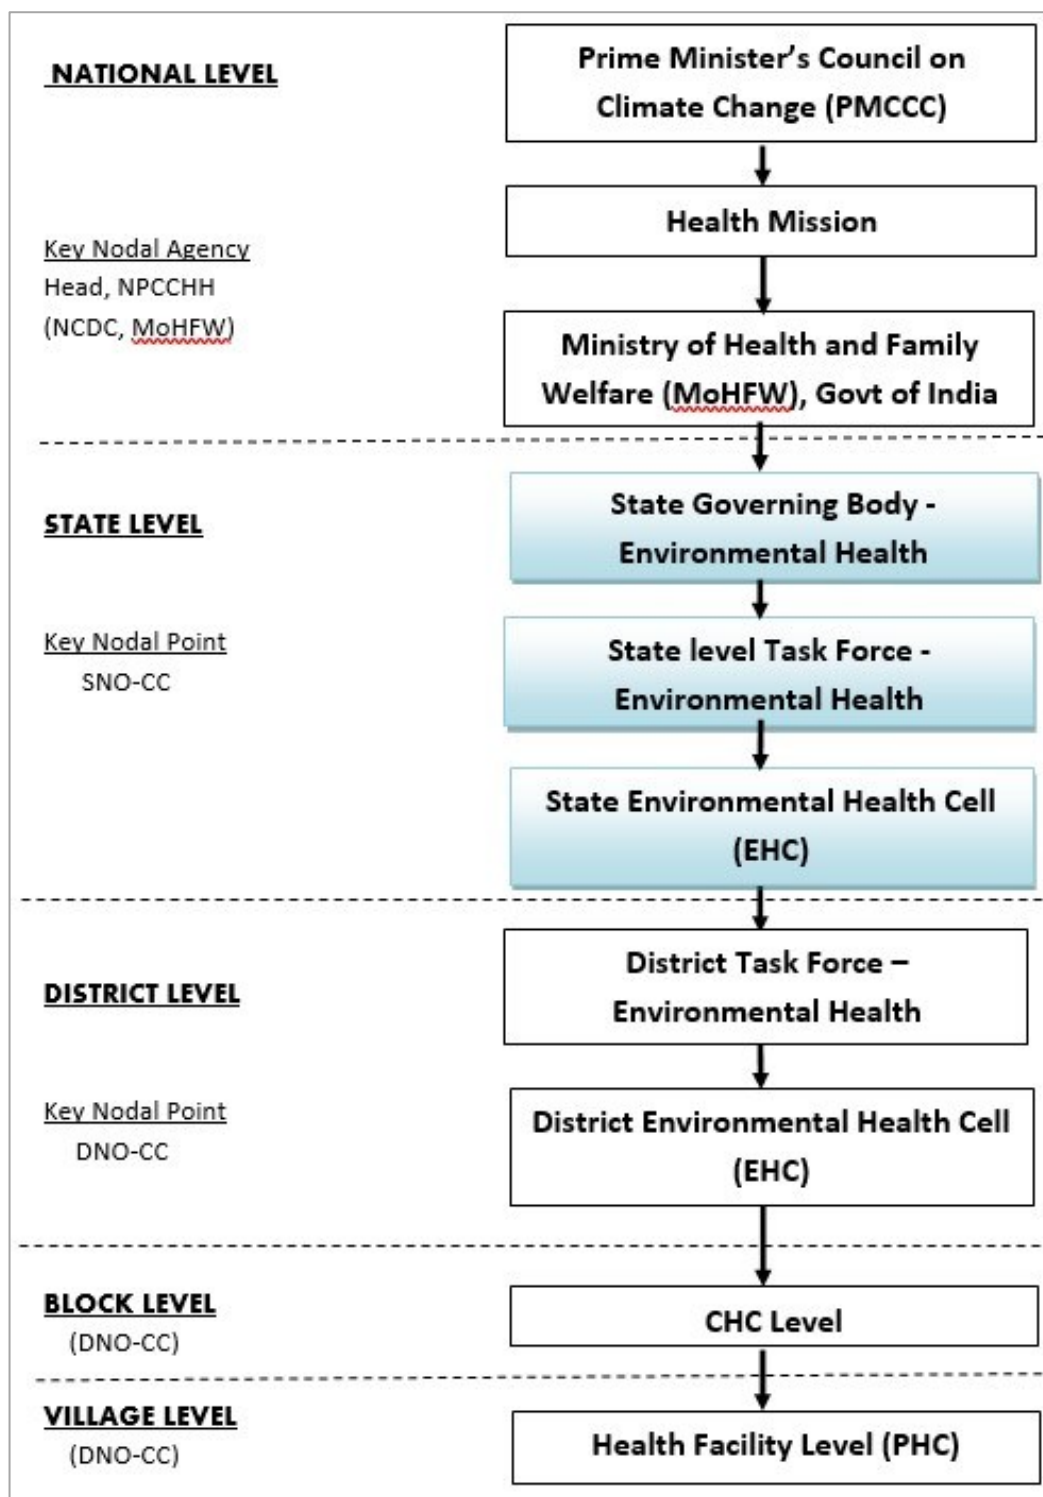 NATIONAL LEVEL
Prime Minister's Council on
Climate Change (PMCCC)
Health Mission
Key Nodal Agency
Head, NPCCHH
(NCDC, MoHFW)
Ministry of Health and Family
Welfare (MoHFW), Govt of India
STATE LEVEL
State Governing Body -
Environmental Health
Key Nodal Point
SNO-CC
State level Task Force -
Environmental Health
State Environmental Health Cell
(EHC)
DISTRICT LEVEL
District Task Force –
Environmental Health
Key Nodal Point
DNO-CC
District Environmental Health Cell
(EHC)
BLOCK LEVEL
(DNO-CC)
CHC Level
VILLAGE LEVEL
(DNO-CC)
Health Facility Level (PHC)